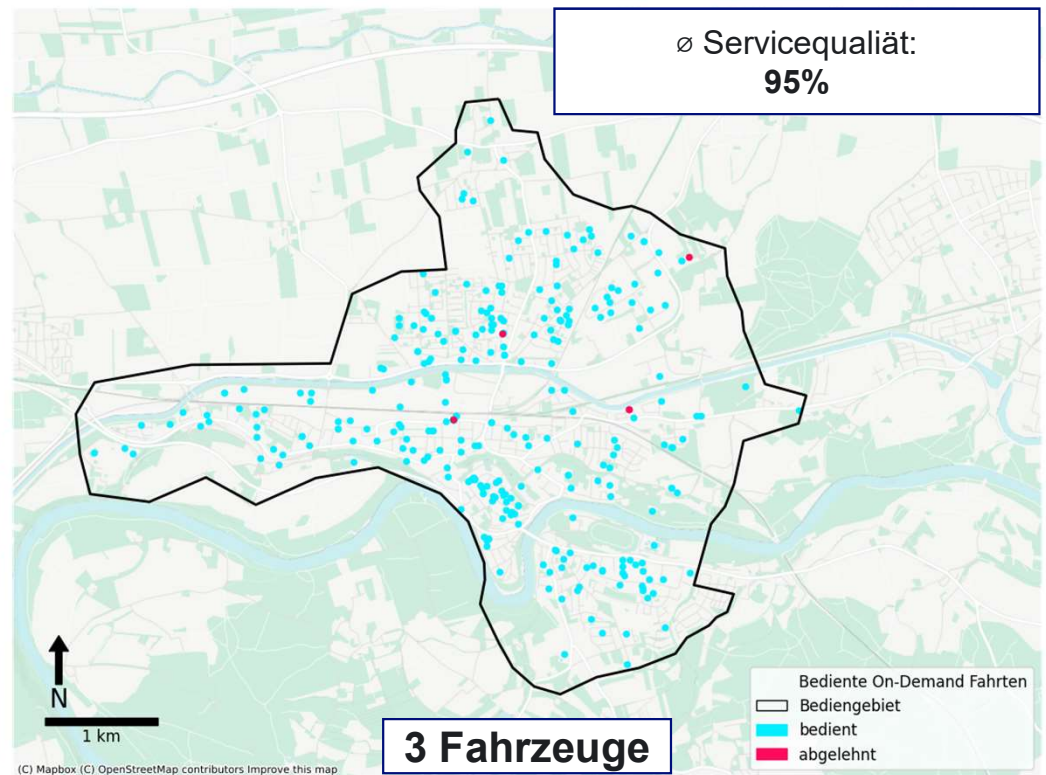 ⌀ Servicequaliät:
95%
N
1 km
3 Fahrzeuge
Bediente On-Demand Fahrten
Bediengebiet
bedient
abgelehnt
(C) Mapbox (C) OpenStreetMap contributors Improve this map